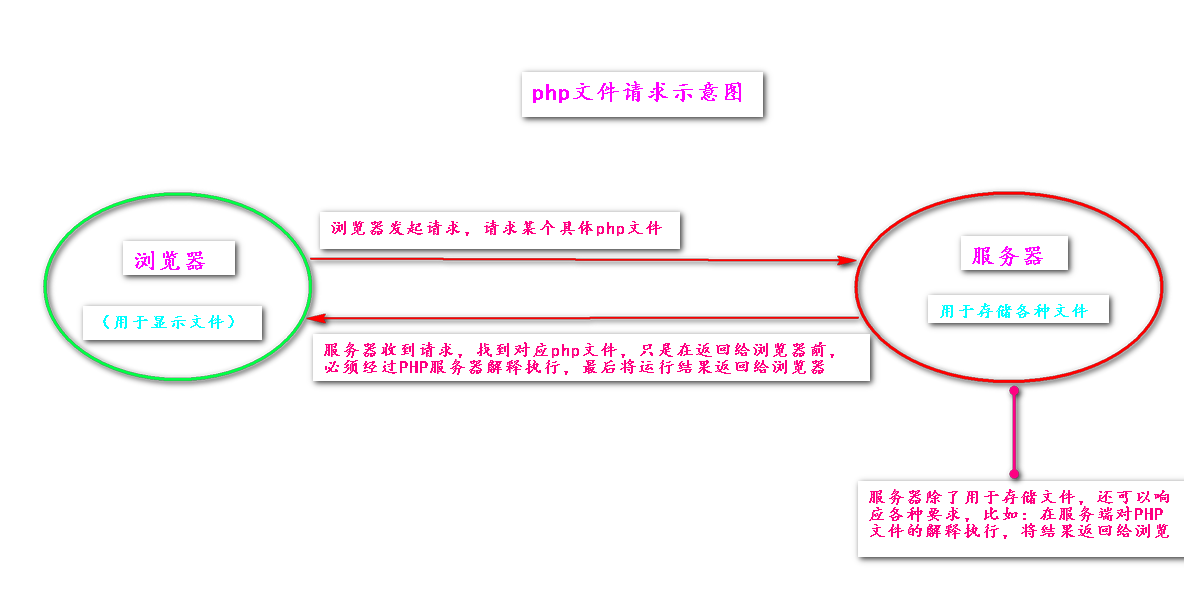 php文件请求示意图
浏览器发起请求，请求某个具体php文件
浏览器
（用于显示文件）
服务器
用于存储各种文件
服务器收到请求，找到对应php文件，只是在返回给浏览器前，
必须经过PHP服务器解释执行，最后将运行结果返回给浏览器
服务器除了用于存储文件，还可以响
应各种要求，比如：在服务端对PHP
文件的解释执行，将结果返回给浏览